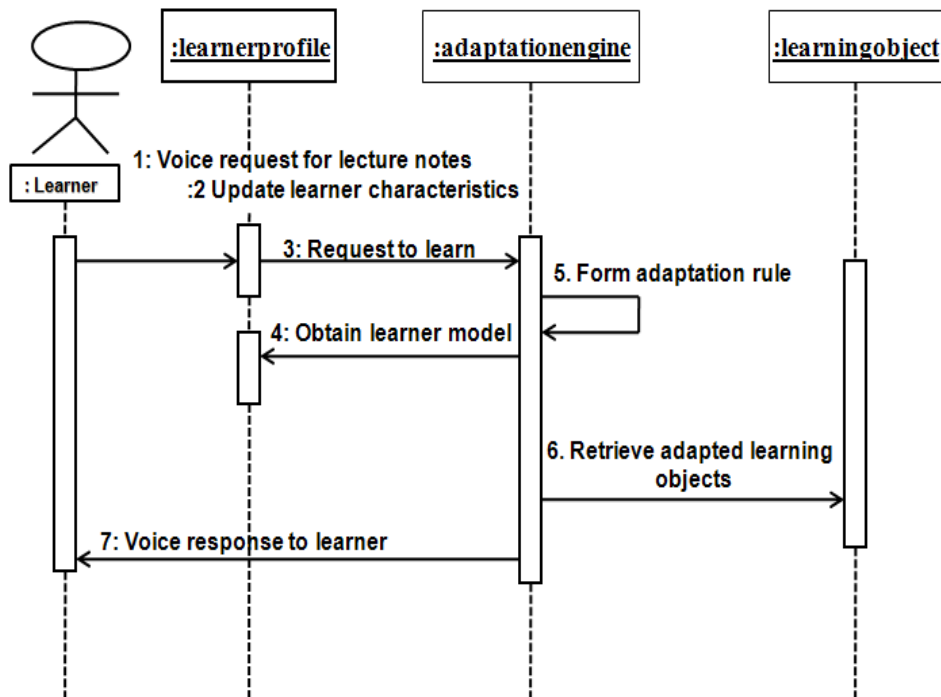 :learnerprofile
:adaptationengine
:learningobject
: Learner
1: Voice request for lecture notes
:2 Update learner characteristics
3: Request to learn
5. Form adaptation rule
4: Obtain learner model
6. Retrieve adapted learning
objects
7: Voice response to learner